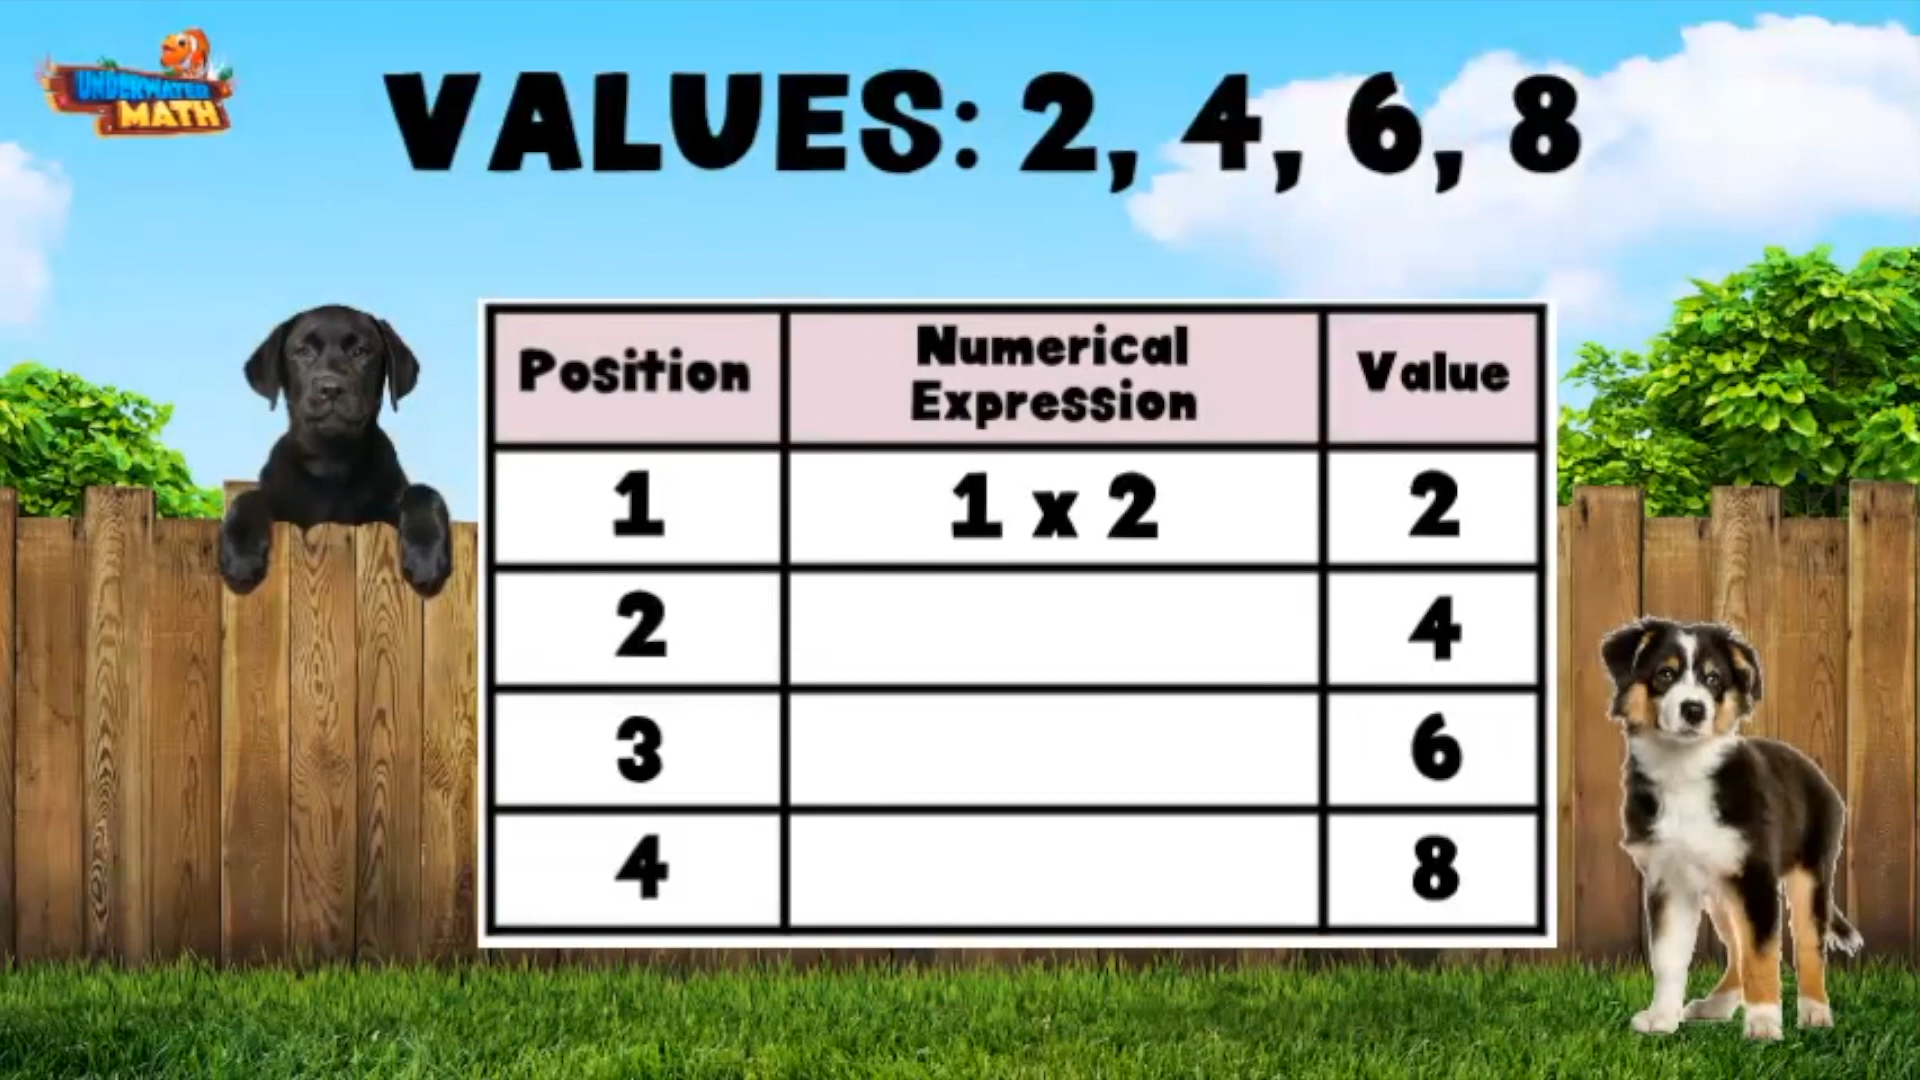 UNDERWATER
MATH
VALUES: 2, 4, 6, 8
Position
Numerical
Expression
Value
1
1 x 2
2
2
4
3
6
4
8